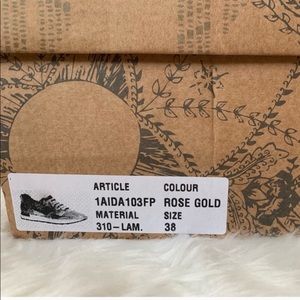 ARTICLE COLOUR
1AIDA103FP ROSE GOLD
MATERIAL SIZE
310-LAM. 38